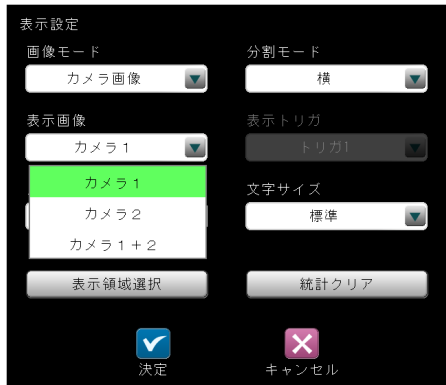 表示設定
画像モード
分割モード
カメラ画像
横
表示画像
表示トリガ
カメラ1
トリガ1
カメラ1
カメラ2
カメラ1+2
文字サイズ
標準
表示領域選択
統計クリア
決定
キャンセル